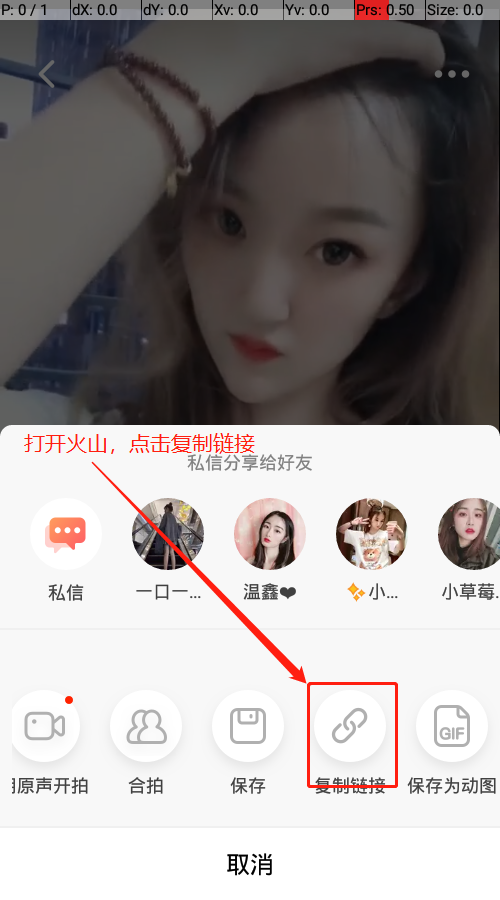 P: 0 / 1 dX: 0.0 dY: 0.0 Xv: 0.0 Yv: 0.0 Prs: 0.50 Size: 0.0
打开火山，点击复制链接
私信分享给好友
私信 一口一... 温鑫❤ ✨小... 小草莓.
原声开拍 合拍 保存 复制链接 保存为动图
GIF
取消